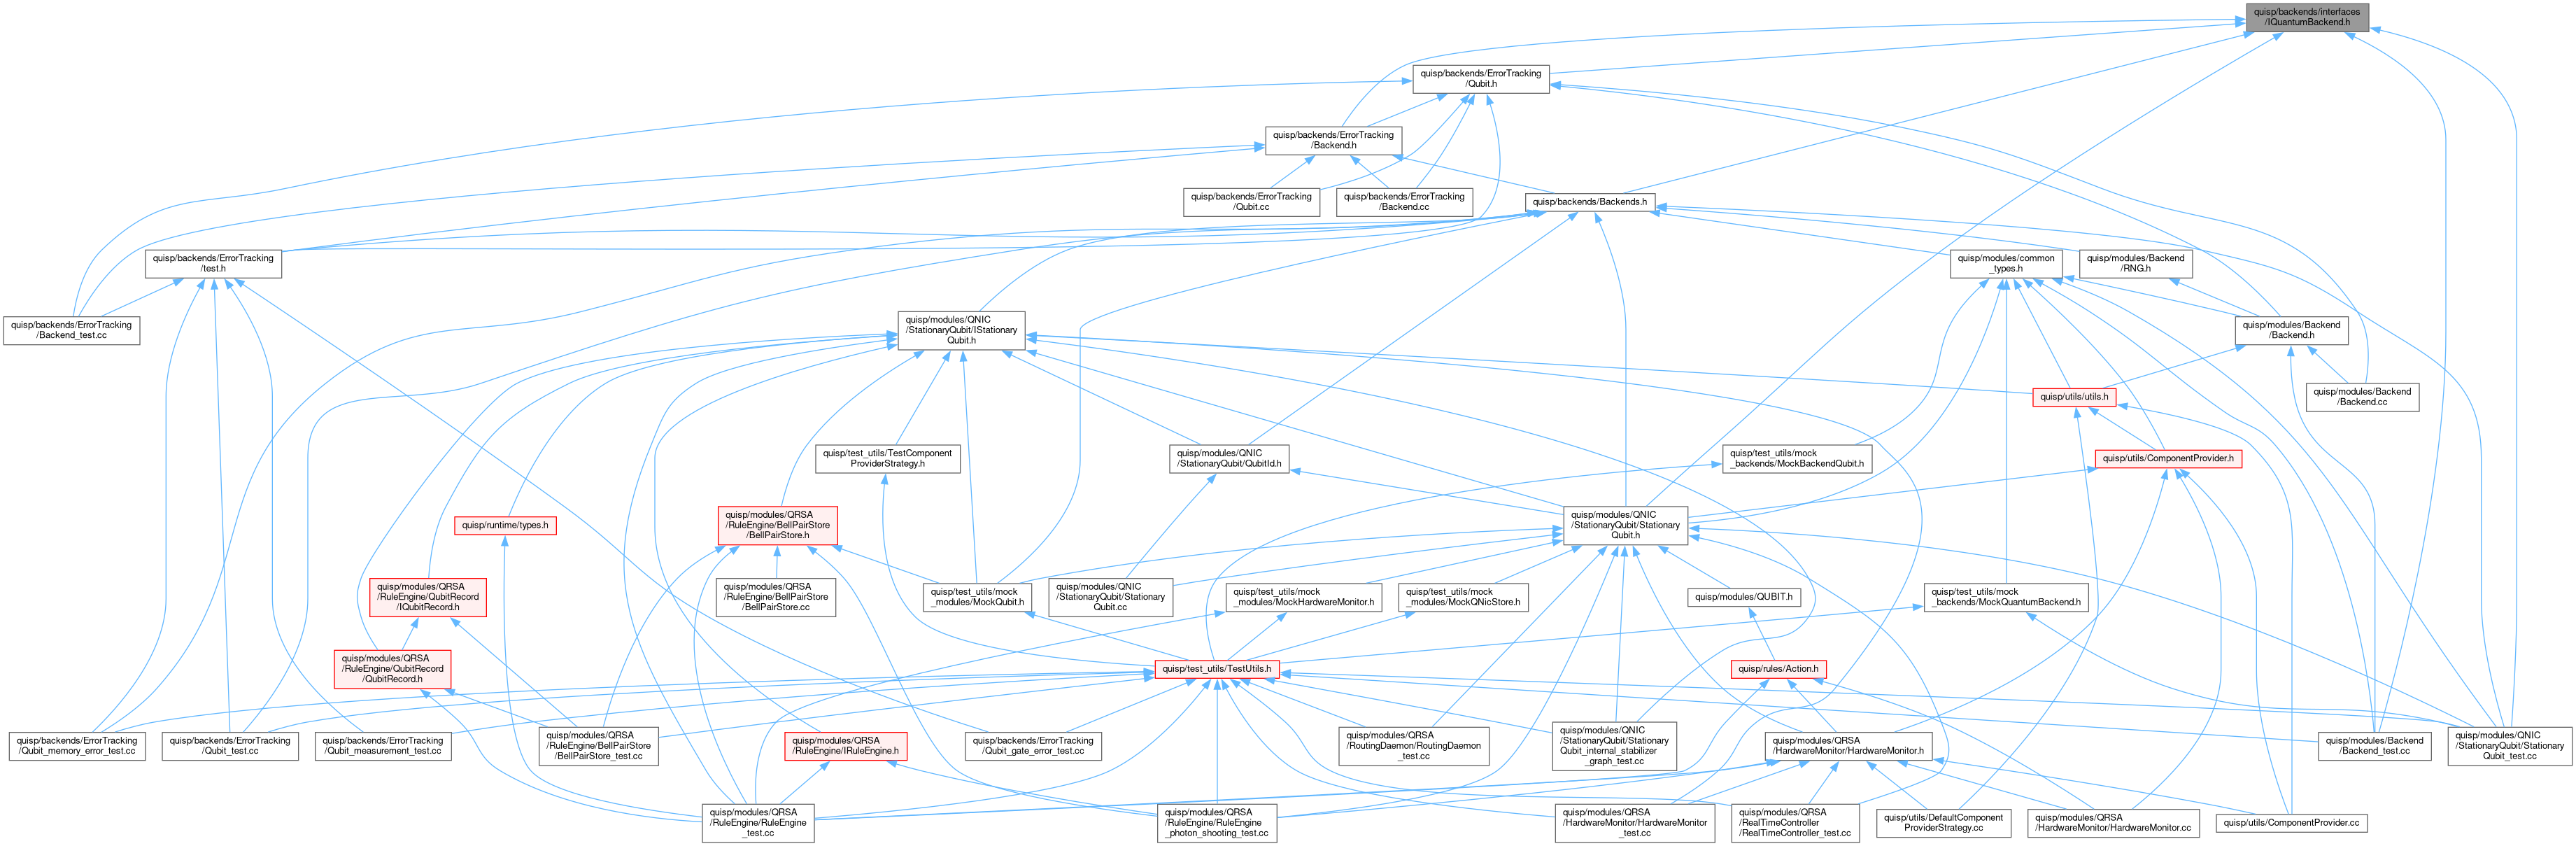 quisp/backends/interfaces
/IQuantumBackend.h
quisp/backends/ErrorTracking
/Qubit.h
quisp/backends/ErrorTracking
/Backend.h
quisp/backends/ErrorTracking
/Qubit.cc
quisp/backends/ErrorTracking
/Backend.cc
quisp/backends/Backends.h
quisp/backends/ErrorTracking
/test.h
quisp/modules/common
_types.h
quisp/modules/Backend
/RNG.h
quisp/backends/ErrorTracking
/Backend_test.cc
quisp/modules/QNIC
/StationaryQubit/IStationary
Qubit.h
quisp/modules/Backend
/Backend.h
quisp/utils/utils.h
quisp/modules/Backend
/Backend.cc
quisp/test_utils/TestComponent
ProviderStrategy.h
quisp/modules/QNIC
/StationaryQubit/QubitId.h
quisp/test_utils/mock
_backends/MockBackendQubit.h
quisp/utils/ComponentProvider.h
quisp/runtime/types.h
quisp/modules/QRSA
/RuleEngine/BellPairStore
/BellPairStore.h
quisp/modules/QNIC
/StationaryQubit/Stationary
Qubit.h
quisp/modules/QRSA
/RuleEngine/QubitRecord
/IQubitRecord.h
quisp/modules/QRSA
/RuleEngine/BellPairStore
/BellPairStore.cc
quisp/test_utils/mock
_modules/MockQubit.h
quisp/modules/QNIC
/StationaryQubit/Stationary
Qubit.cc
quisp/test_utils/mock
_modules/MockHardwareMonitor.h
quisp/test_utils/mock
_modules/MockQNicStore.h
quisp/modules/QUBIT.h
quisp/test_utils/mock
_backends/MockQuantumBackend.h
quisp/modules/QRSA
/RuleEngine/QubitRecord
/QubitRecord.h
quisp/test_utils/TestUtils.h
quisp/rules/Action.h
quisp/backends/ErrorTracking
/Qubit_memory_error_test.cc
quisp/backends/ErrorTracking
/Qubit_test.cc
quisp/backends/ErrorTracking
/Qubit_measurement_test.cc
quisp/modules/QRSA
/RuleEngine/BellPairStore
/BellPairStore_test.cc
quisp/modules/QRSA
/RuleEngine/IRuleEngine.h
quisp/backends/ErrorTracking
/Qubit_gate_error_test.cc
quisp/modules/QRSA
/RoutingDaemon/RoutingDaemon
_test.cc
quisp/modules/QNIC
/StationaryQubit/Stationary
Qubit_internal_stabilizer
_graph_test.cc
quisp/modules/QRSA
/HardwareMonitor/HardwareMonitor.h
quisp/modules/Backend
/Backend_test.cc
quisp/modules/QNIC
/StationaryQubit/Stationary
Qubit_test.cc
quisp/modules/QRSA
/RuleEngine/RuleEngine
_test.cc
quisp/modules/QRSA
/RuleEngine/RuleEngine
_photon_shooting_test.cc
quisp/modules/QRSA
/HardwareMonitor/HardwareMonitor
_test.cc
quisp/modules/QRSA
/RealTimeController
/RealTimeController_test.cc
quisp/utils/DefaultComponent
ProviderStrategy.cc
quisp/modules/QRSA
/HardwareMonitor/HardwareMonitor.cc
quisp/utils/ComponentProvider.cc